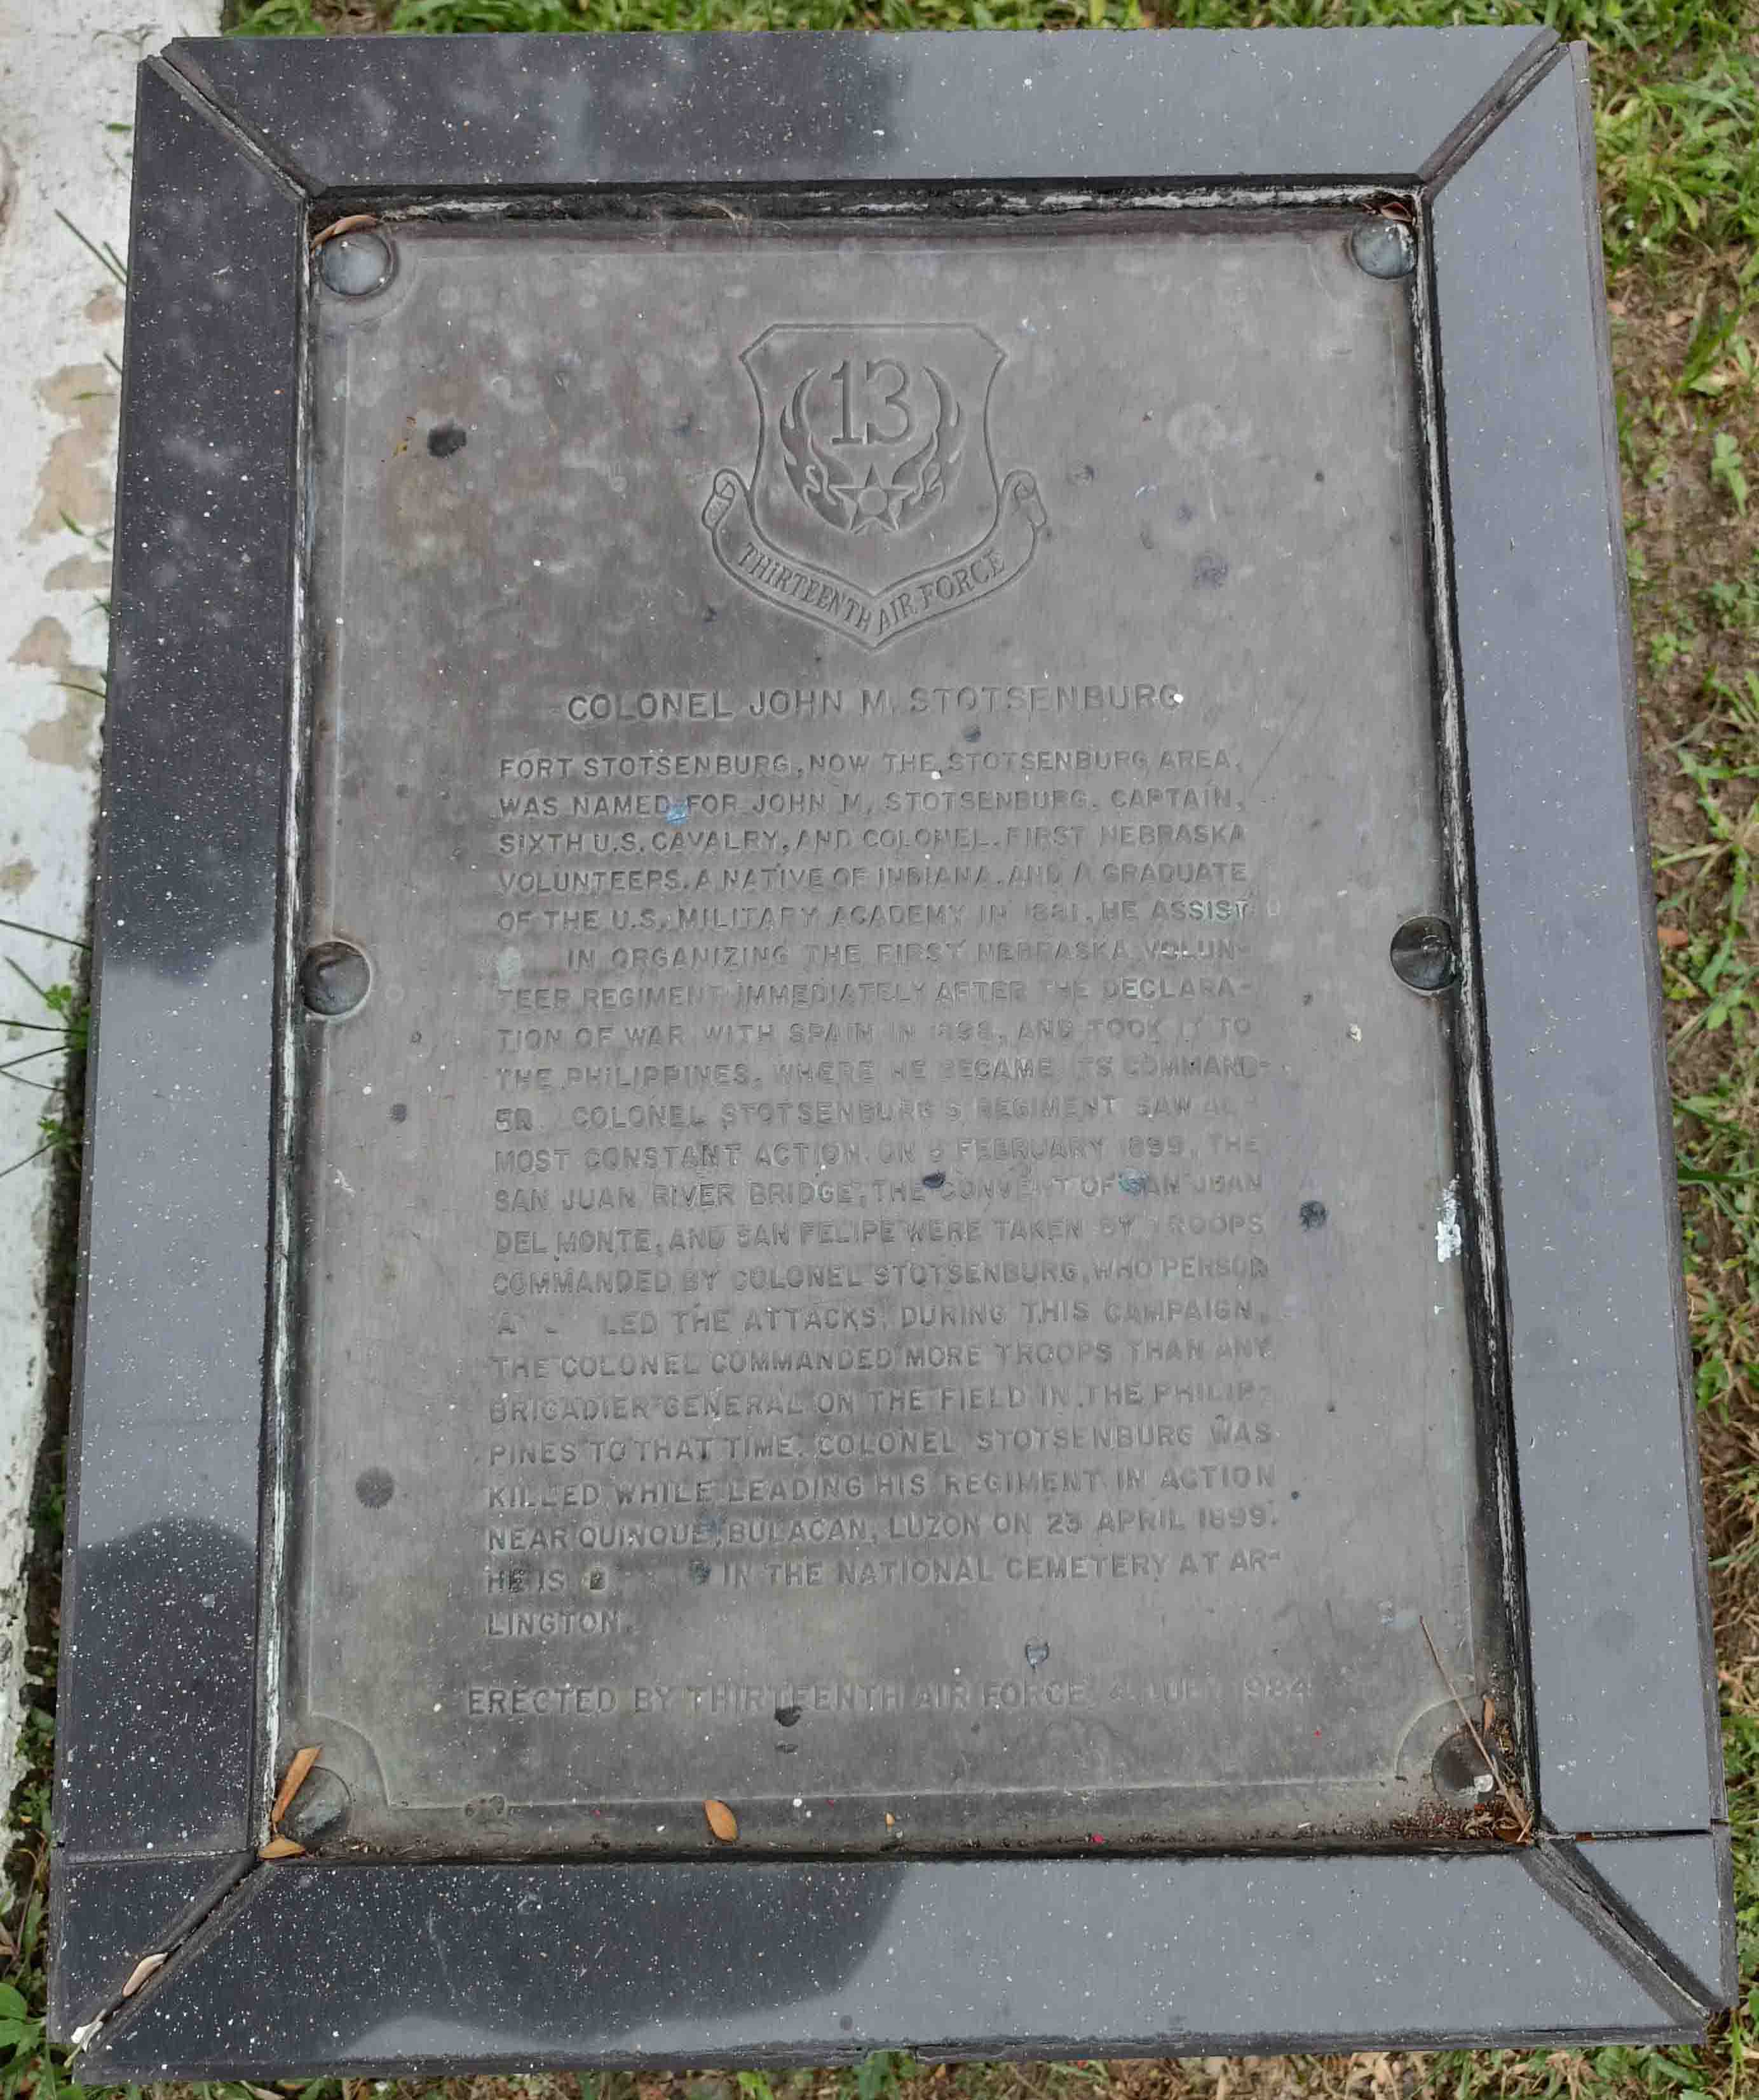 13
THIRTEENTH AIR FORCE
COLONEL JOHN M. STOTSENBURG
FORT STOTSENBURG, NOW THE STOTSENBURG AREA,
WAS NAMED FOR JOHN M. STOTSENBURG, CAPTAIN,
SIXTH U.S. CAVALRY, AND COLONEL, FIRST NEBRASKA
VOLUNTEERS. A NATIVE OF INDIANA, AND A GRADUATE
OF THE U.S. MILITARY ACADEMY IN 1881, HE ASSIST
IN ORGANIZING THE FIRST NEBRASKA VOLUN-
TEER REGIMENT IMMEDIATELY AFTER THE DECLARA-
TION OF WAR WITH SPAIN IN 1898, AND TOOK IT TO
THE PHILIPPINES, WHERE HE BECAME ITS COMMAND-
ER. COLONEL STOTSENBURG'S REGIMENT SAW AL-
MOST CONSTANT ACTION. ON 5 FEBRUARY 1899, THE
SAN JUAN RIVER BRIDGE, THE CONVENT OF SAN JUAN
DEL MONTE, AND SAN FELIPE WERE TAKEN BY TROOPS
COMMANDED BY COLONEL STOTSENBURG, WHO PERSON
LED THE ATTACKS. DURING THIS CAMPAIGN,
THE COLONEL COMMANDED MORE TROOPS THAN ANY
BRIGADIER GENERAL ON THE FIELD IN THE PHILIP-
PINES TO THAT TIME. COLONEL STOTSENBURG WAS
KILLED WHILE LEADING HIS REGIMENT IN ACTION
NEAR QUINQUE, BULACAN, LUZON ON 23 APRIL 1899.
HE IS IN THE NATIONAL CEMETERY AT AR-
LINGTON.
ERECTED BY THIRTEENTH AIR FORCE 4 1984